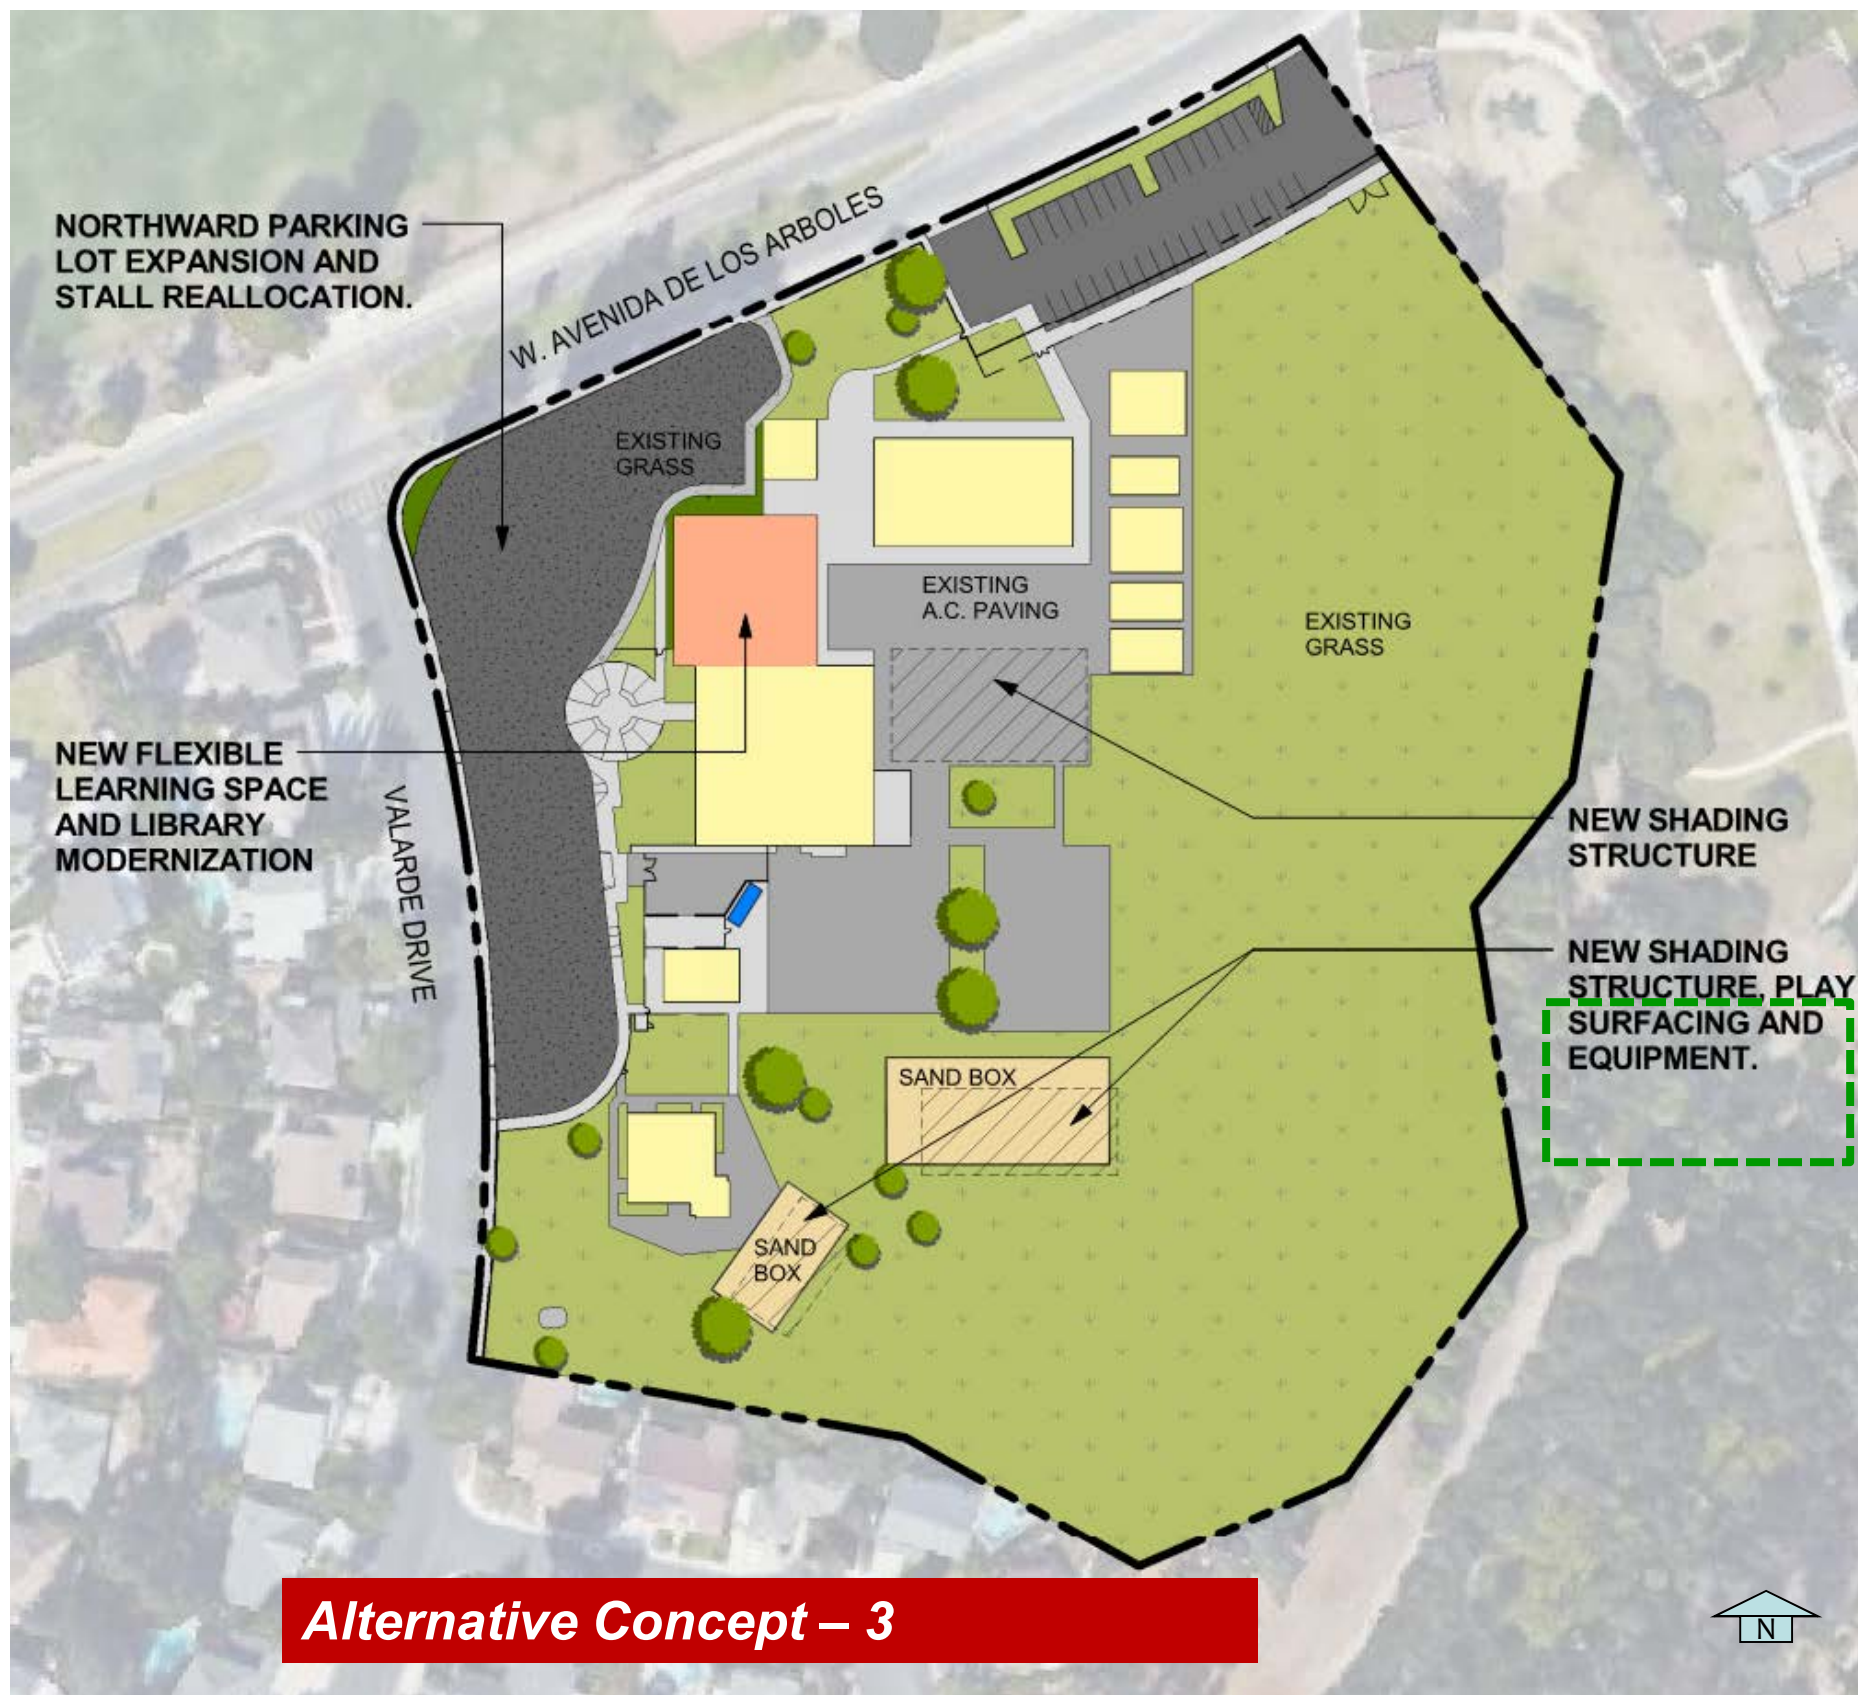 W. AVENIDA DE LOS ARBOLES
NORTHWARD PARKING
LOT EXPANSION AND
STALL REALLOCATION.
EXISTING
GRASS
EXISTING
A.C. PAVING
EXISTING
GRASS
NEW FLEXIBLE
LEARNING SPACE
AND LIBRARY
MODERNIZATION
VALARDE DRIVE
NEW SHADING
STRUCTURE
NEW SHADING
STRUCTURE, PLAY
SURFACING AND
EQUIPMENT.
SAND BOX
SAND
BOX
Alternative Concept – 3
N